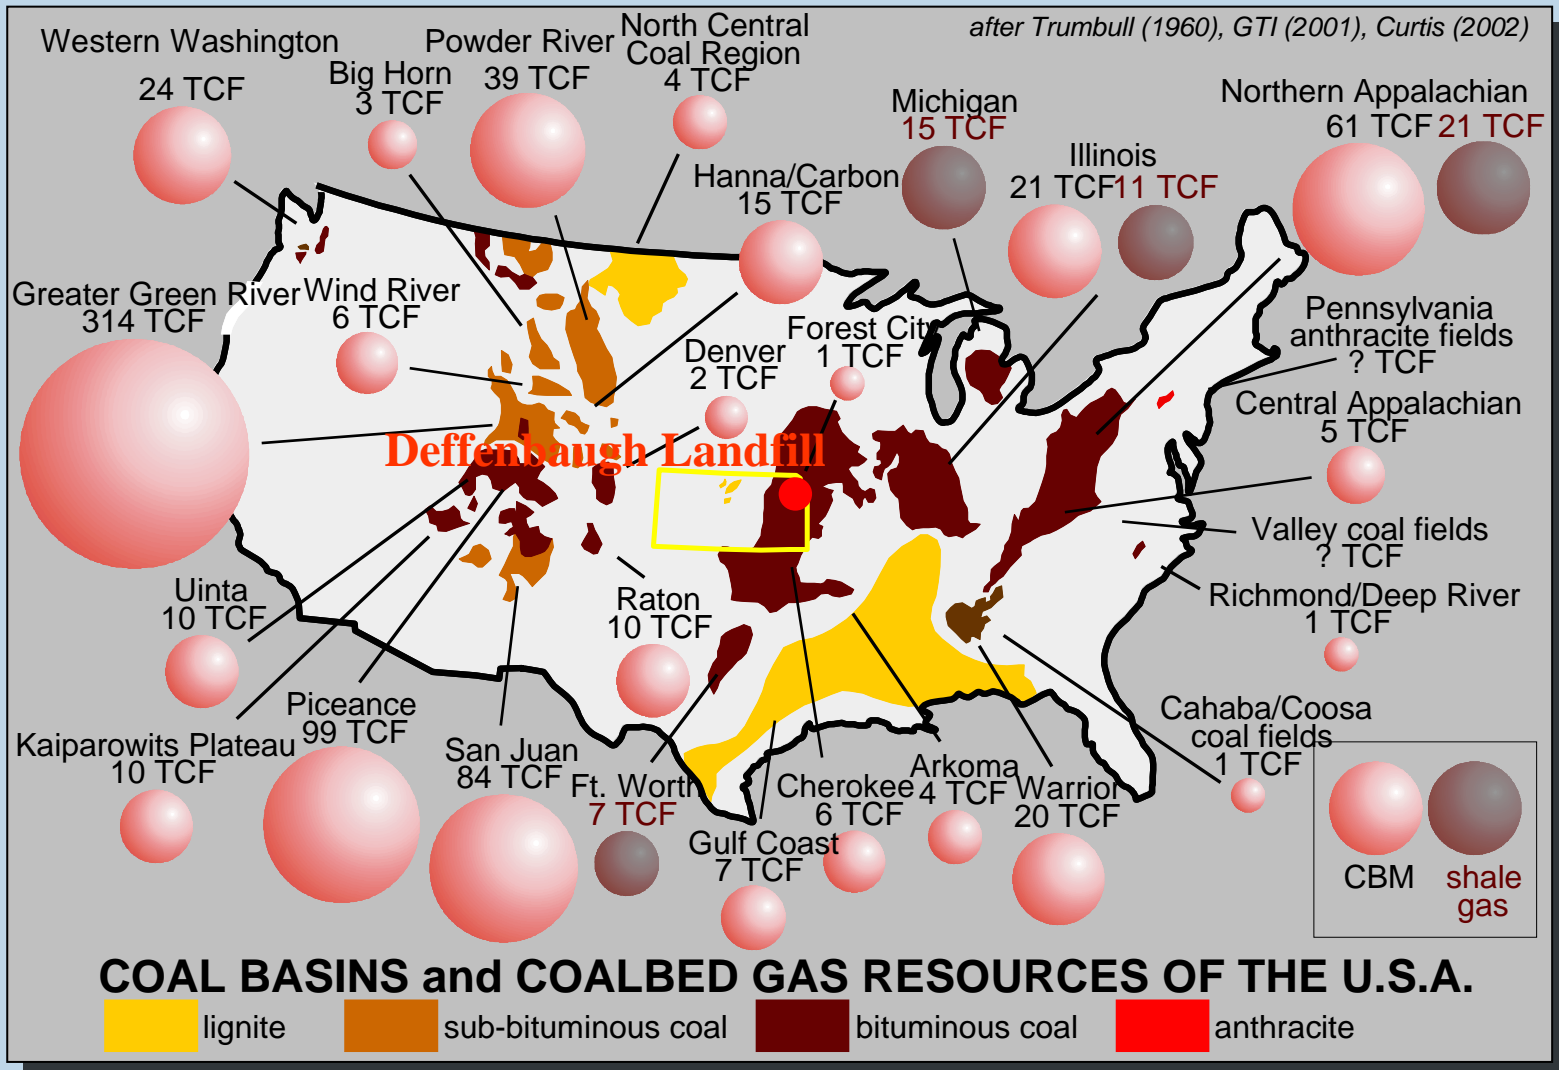 after Trumbull (1960), GTI (2001), Curtis (2002)
Western Washington
24 TCF
Big Horn
3 TCF
Powder River
39 TCF
North Central
Coal Region
4 TCF
Michigan
15 TCF
Northern Appalachian
61 TCF 21 TCF
Illinois
21 TCF 11 TCF
Hanna/Carbon
15 TCF
Greater Green River
314 TCF
Wind River
6 TCF
Denver
2 TCF
Forest City
1 TCF
Pennsylvania
anthracite fields
? TCF
Central Appalachian
5 TCF
Deffenbaugh Landfill
Valley coal fields
? TCF
Richmond/Deep River
1 TCF
Uinta
10 TCF
Raton
10 TCF
Kaiparowits Plateau
10 TCF
Piceance
99 TCF
San Juan
84 TCF
Ft. Worth
7 TCF
Gulf Coast
7 TCF
Cherokee
6 TCF
Arkoma
4 TCF
Warrior
20 TCF
Cahaba/Coosa
coal fields
1 TCF
CBM
shale
gas
COAL BASINS and COALBED GAS RESOURCES OF THE U.S.A.
lignite
sub-bituminous coal
bituminous coal
anthracite